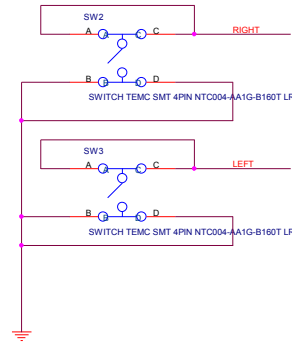 SW2
A A C C
RIGHT
B B D D
SWITCH TEMC SMT 4PIN NTC004-AA1G-B160T LF
SW3
A A C C
LEFT
B B D D
SWITCH TEMC SMT 4PIN NTC004-AA1G-B160T LF